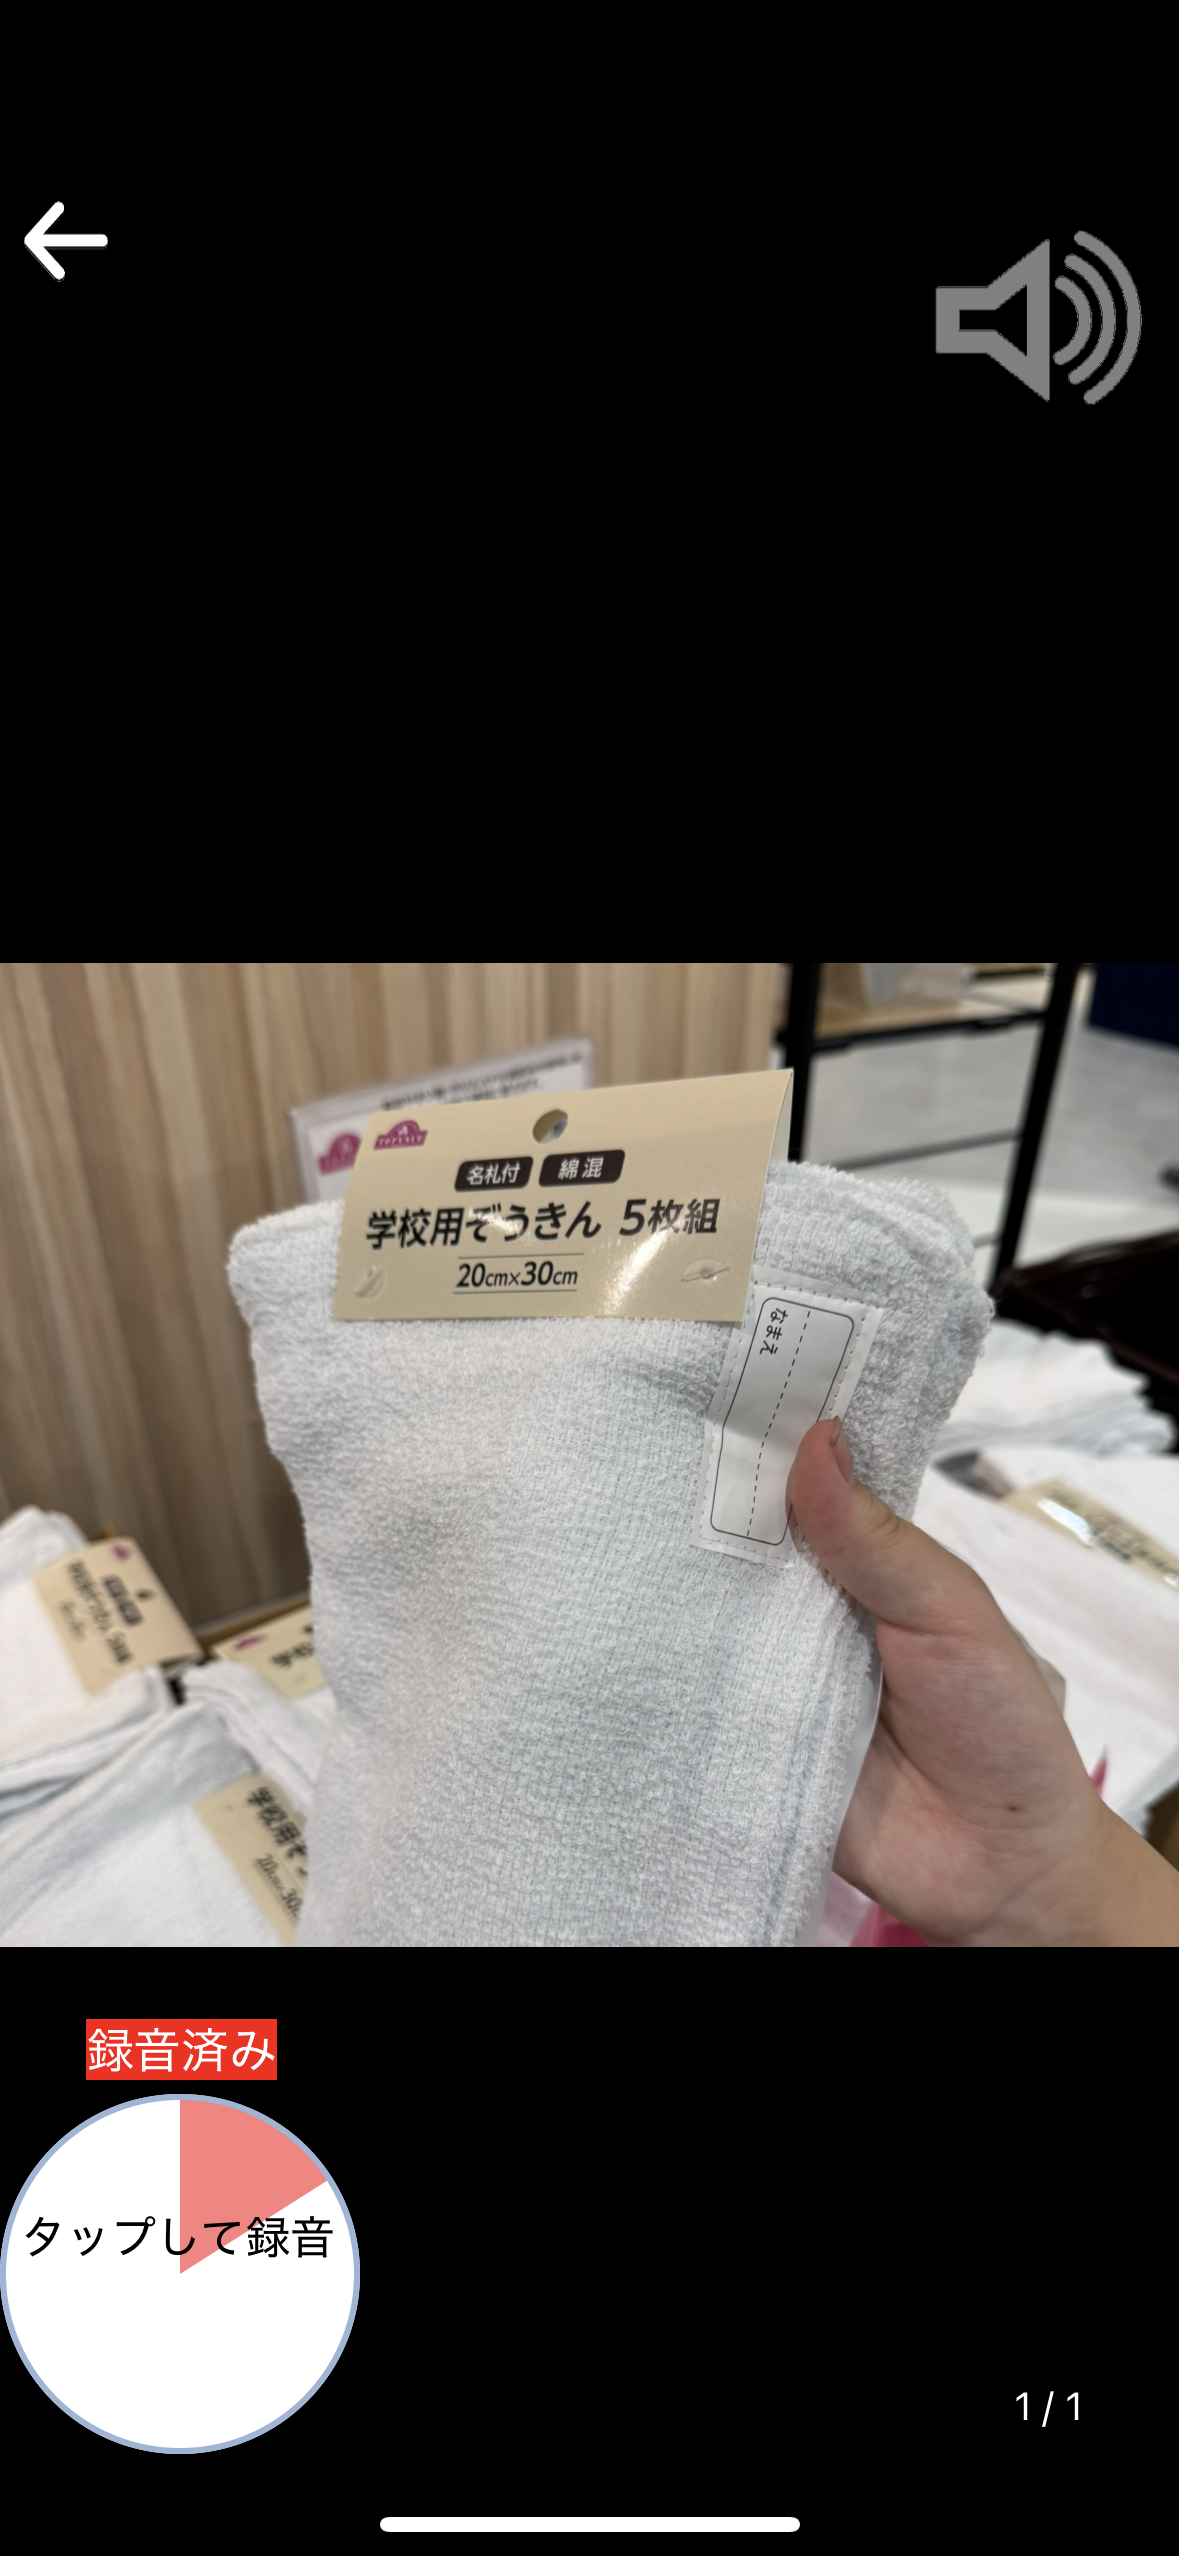 TOPVALU
名札付 綿混
学校用ぞうきん 5枚組
20cm×30cm
なまえ
学校用ぞ
録音済み
タップして録音
1 / 1